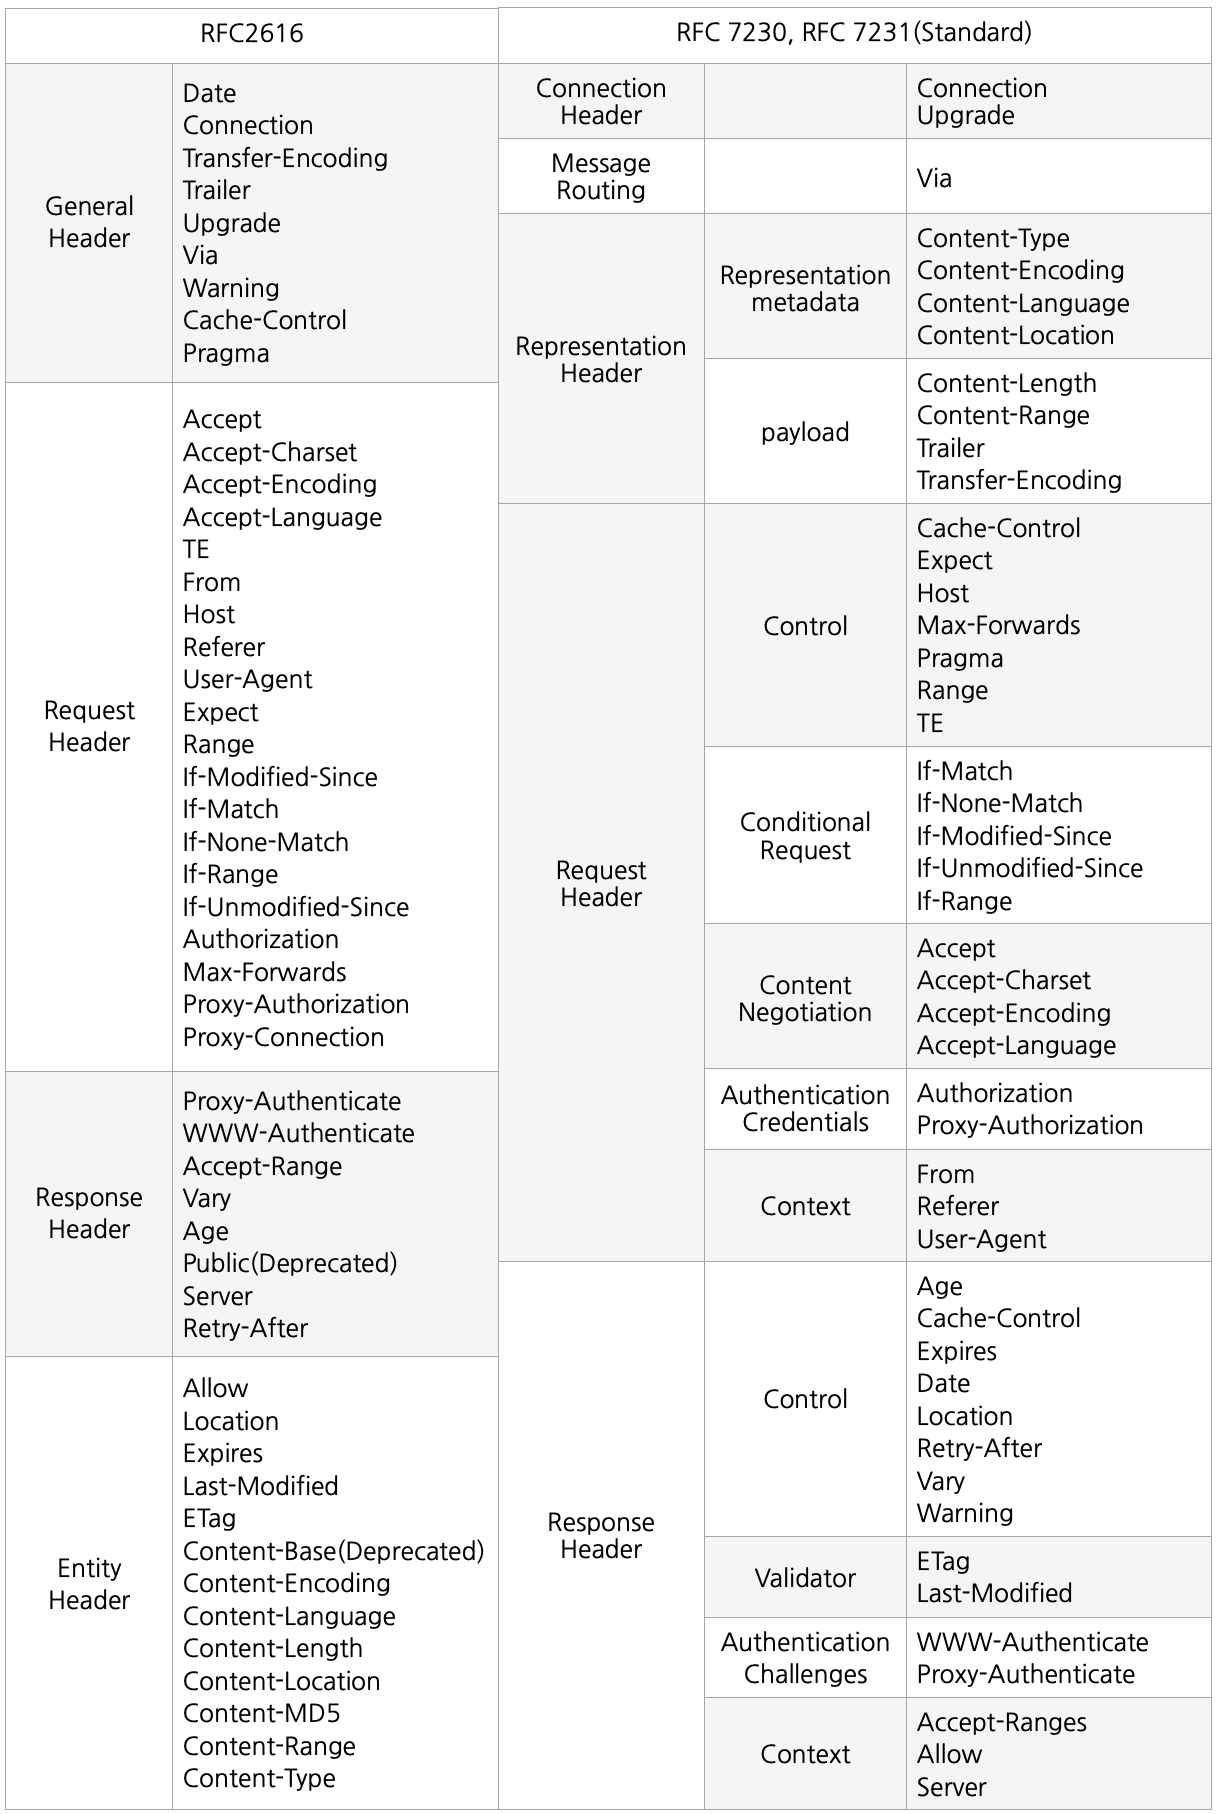 RFC2616
General
Header
Date
Connection
Transfer-Encoding
Trailer
Upgrade
Via
Warning
Cache-Control
Pragma
Request
Header
Accept
Accept-Charset
Accept-Encoding
Accept-Language
TE
From
Host
Referer
User-Agent
Expect
Range
If-Modified-Since
If-Match
If-None-Match
If-Range
If-Unmodified-Since
Authorization
Max-Forwards
Proxy-Authorization
Proxy-Connection
Response
Header
Proxy-Authenticate
WWW-Authenticate
Accept-Range
Vary
Age
Public(Deprecated)
Server
Retry-After
Entity
Header
Allow
Location
Expires
Last-Modified
ETag
Content-Base(Deprecated)
Content-Encoding
Content-Language
Content-Length
Content-Location
Content-MD5
Content-Range
Content-Type
RFC 7230, RFC 7231(Standard)
Connection
Header
Connection
Upgrade
Message
Routing
Via
Representation
Header
Representation
metadata
Content-Type
Content-Encoding
Content-Language
Content-Location
payload
Content-Length
Content-Range
Trailer
Transfer-Encoding
Request
Header
Control
Cache-Control
Expect
Host
Max-Forwards
Pragma
Range
TE
Conditional
Request
If-Match
If-None-Match
If-Modified-Since
If-Unmodified-Since
If-Range
Content
Negotiation
Accept
Accept-Charset
Accept-Encoding
Accept-Language
Authentication
Credentials
Authorization
Proxy-Authorization
Context
From
Referer
User-Agent
Response
Header
Control
Age
Cache-Control
Expires
Date
Location
Retry-After
Vary
Warning
Validator
ETag
Last-Modified
Authentication
Challenges
WWW-Authenticate
Proxy-Authenticate
Context
Accept-Ranges
Allow
Server